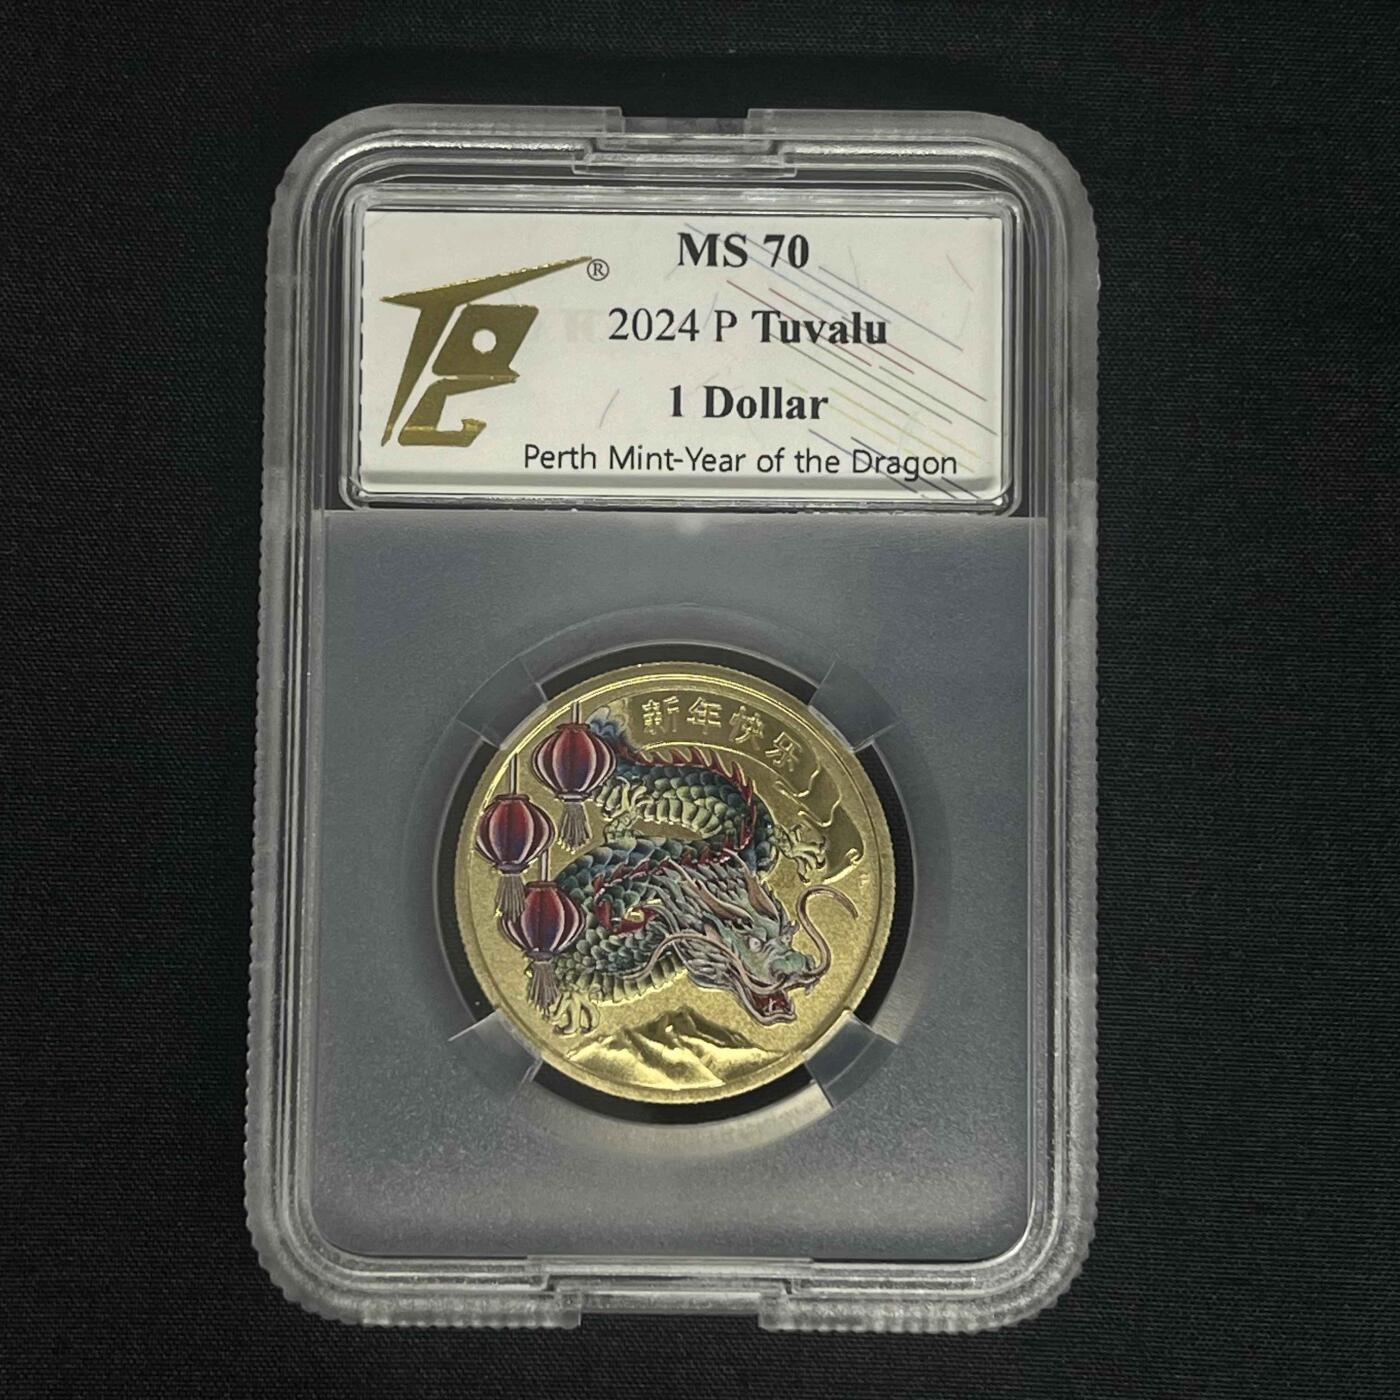 MS 70
®
2024 P Tuvalu
1 Dollar
Perth Mint-Year of the Dragon
新年快乐